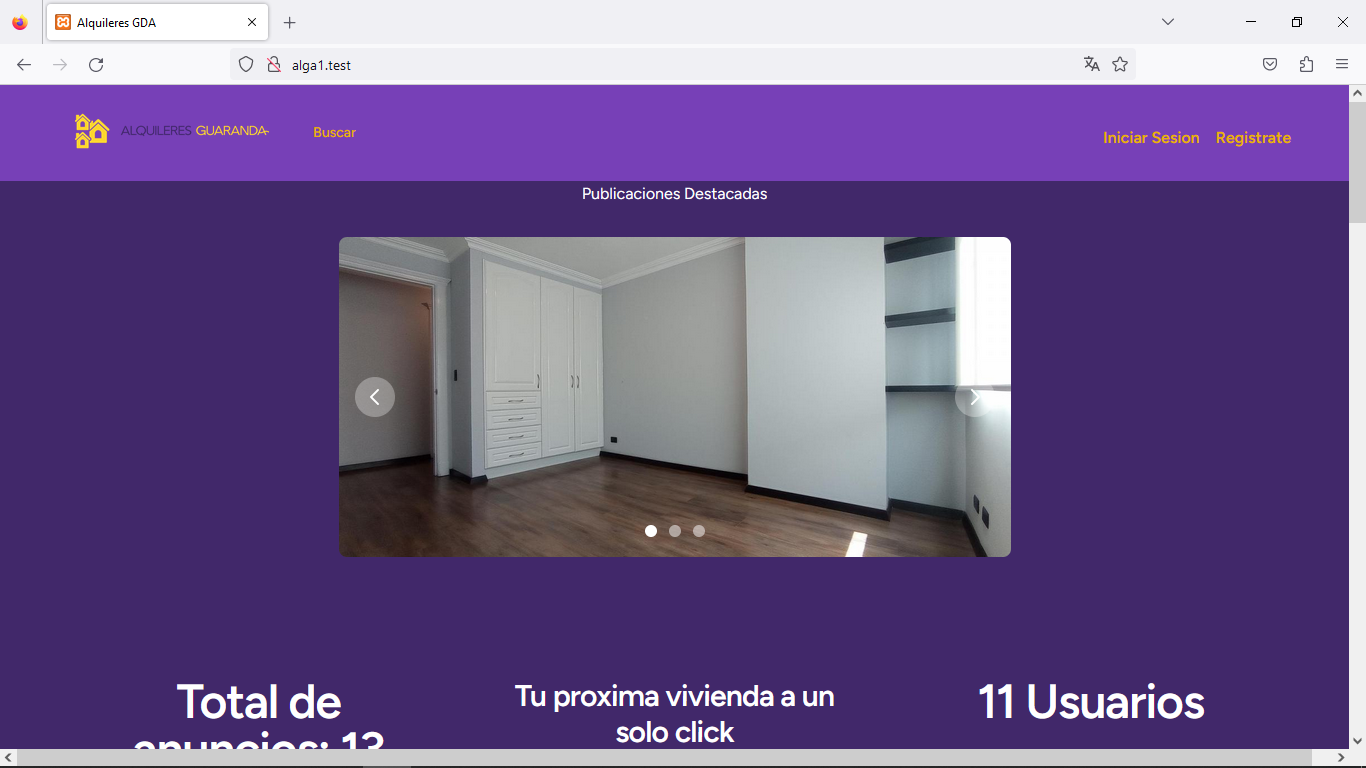 Alquileres GDA
alga1.test
ALQUILERES GUARANDA
Buscar
Iniciar Sesion
Registrate
Publicaciones Destacadas
Total de
anuncios: 13
Tu proxima vivienda a un
solo click
11 Usuarios